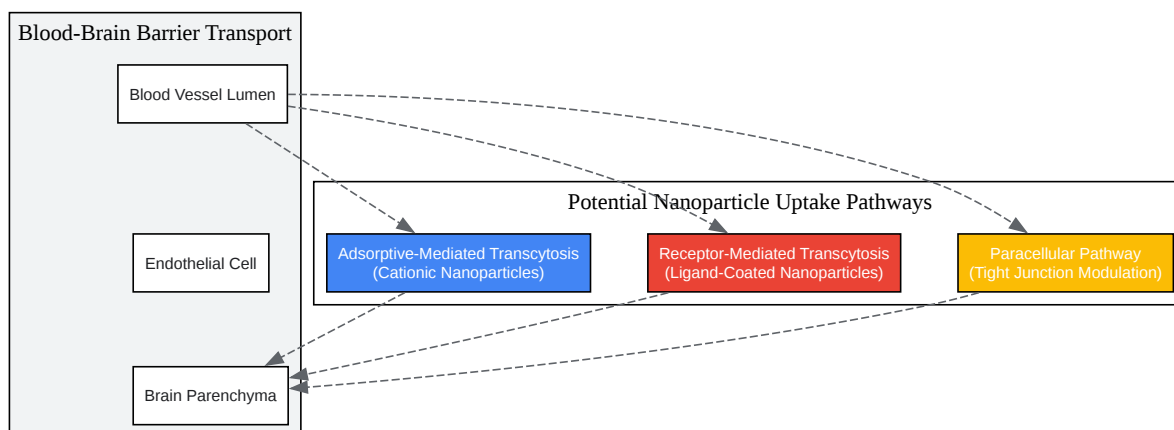 Blood-Brain Barrier Transport
Blood Vessel Lumen
Potential Nanoparticle Uptake Pathways
Endothelial Cell
Adsorptive-Mediated Transcytosis
(Cationic Nanoparticles)
Receptor-Mediated Transcytosis
(Ligand-Coated Nanoparticles)
Paracellular Pathway
(Tight Junction Modulation)
Brain Parenchyma